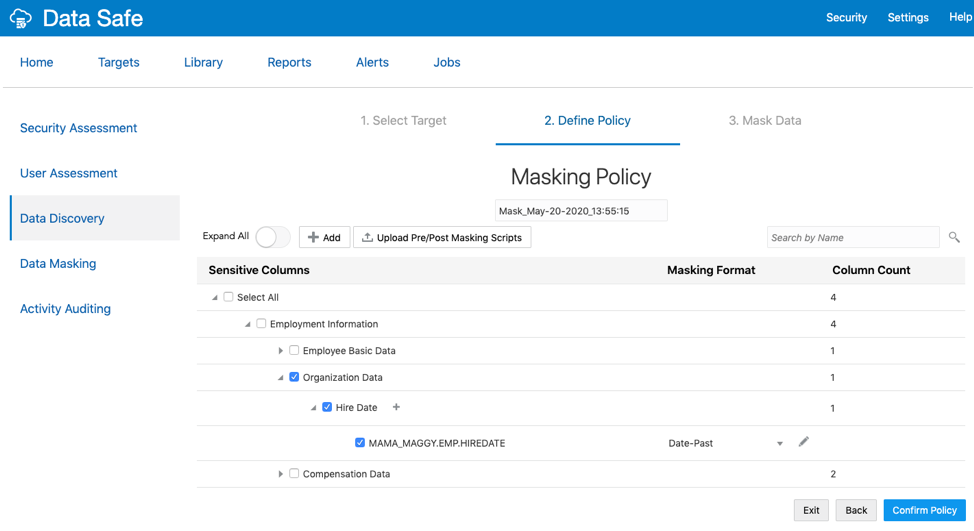 Data Safe
Security Settings Help
Home Targets Library Reports Alerts Jobs
Security Assessment
User Assessment
Data Discovery
Data Masking
Activity Auditing
1. Select Target 2. Define Policy 3. Mask Data
Masking Policy
Mask_May-20-2020_13:55:15
Expand All Add Upload Pre/Post Masking Scripts Search by Name
Sensitive Columns Masking Format Column Count
Select All 4
Employment Information 4
Employee Basic Data 1
Organization Data 1
Hire Date + 1
MAMA_MAGGY.EMP.HIREDATE Date-Past
Compensation Data 2
Exit Back Confirm Policy